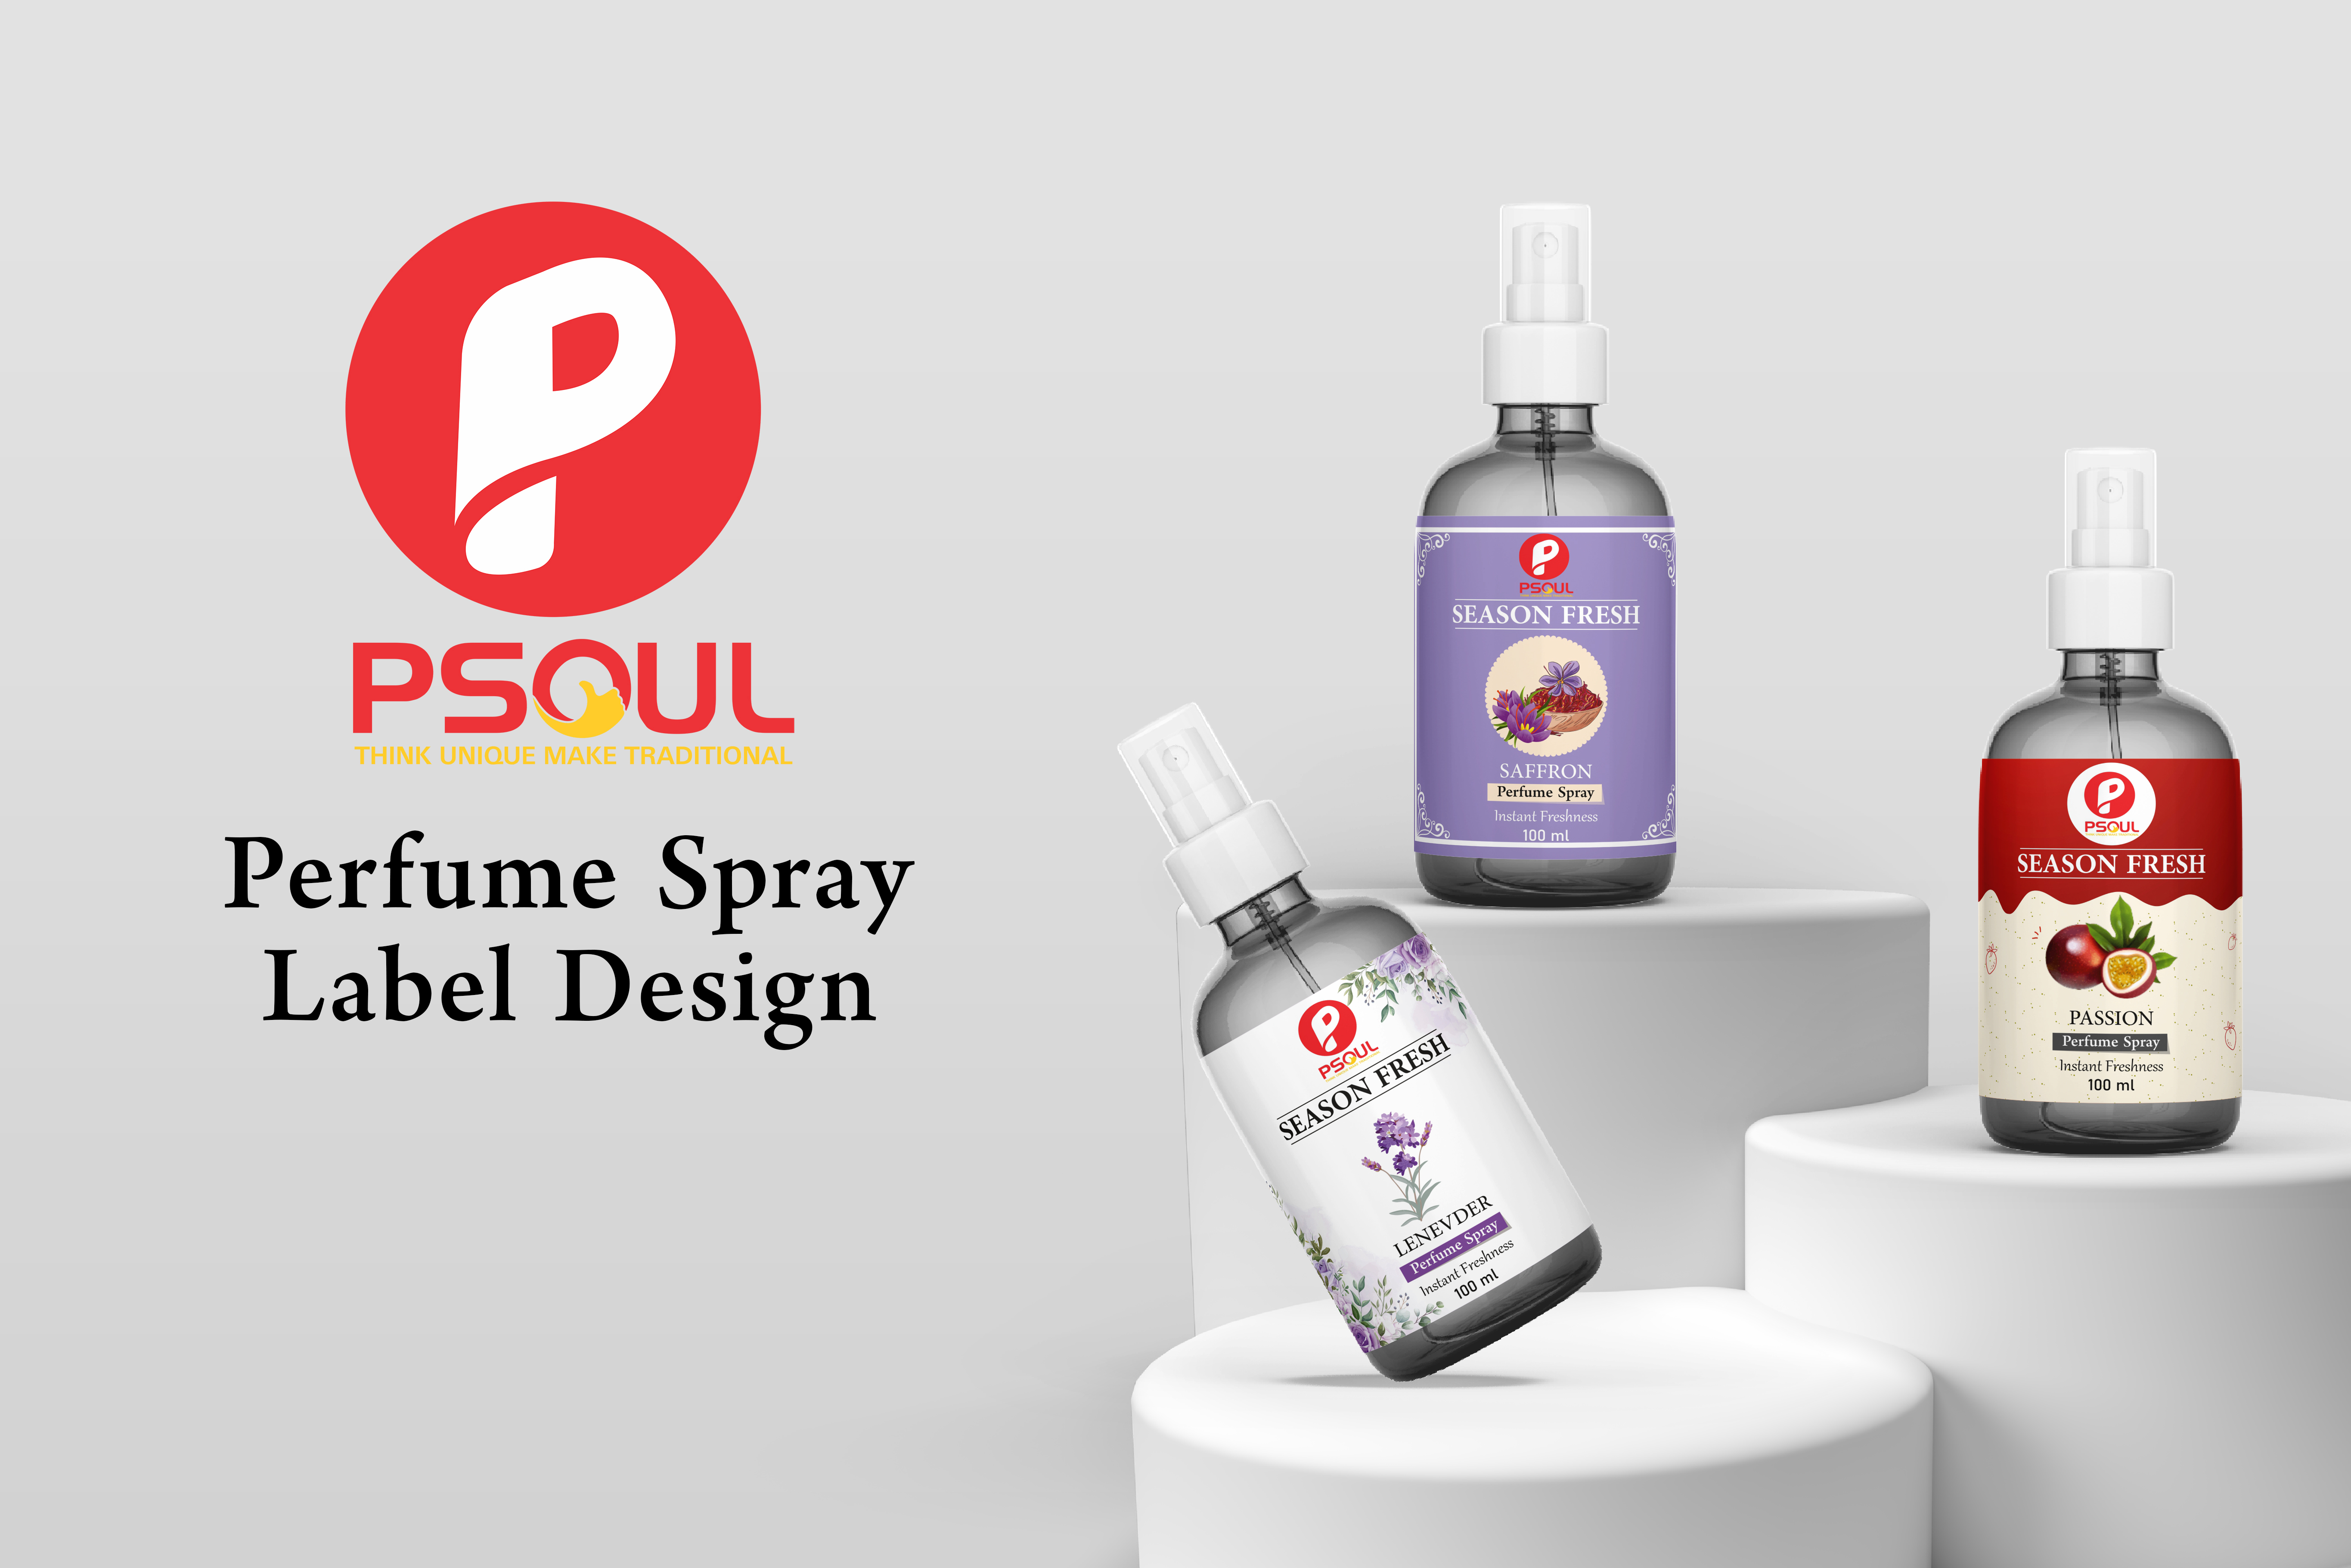 P
PSOUL
THINK UNIQUE MAKE TRADITIONAL
Perfume Spray
Label Design
P
PSOUL
SEASON FRESH
SAFFRON
Perfume Spray
Instant Freshness
100 ml
P
PSOUL
SEASON FRESH
LENEVDER
Perfume Spray
Instant Freshness
100 ml
P
PSOUL
SEASON FRESH
PASSION
Perfume Spray
Instant Freshness
100 ml